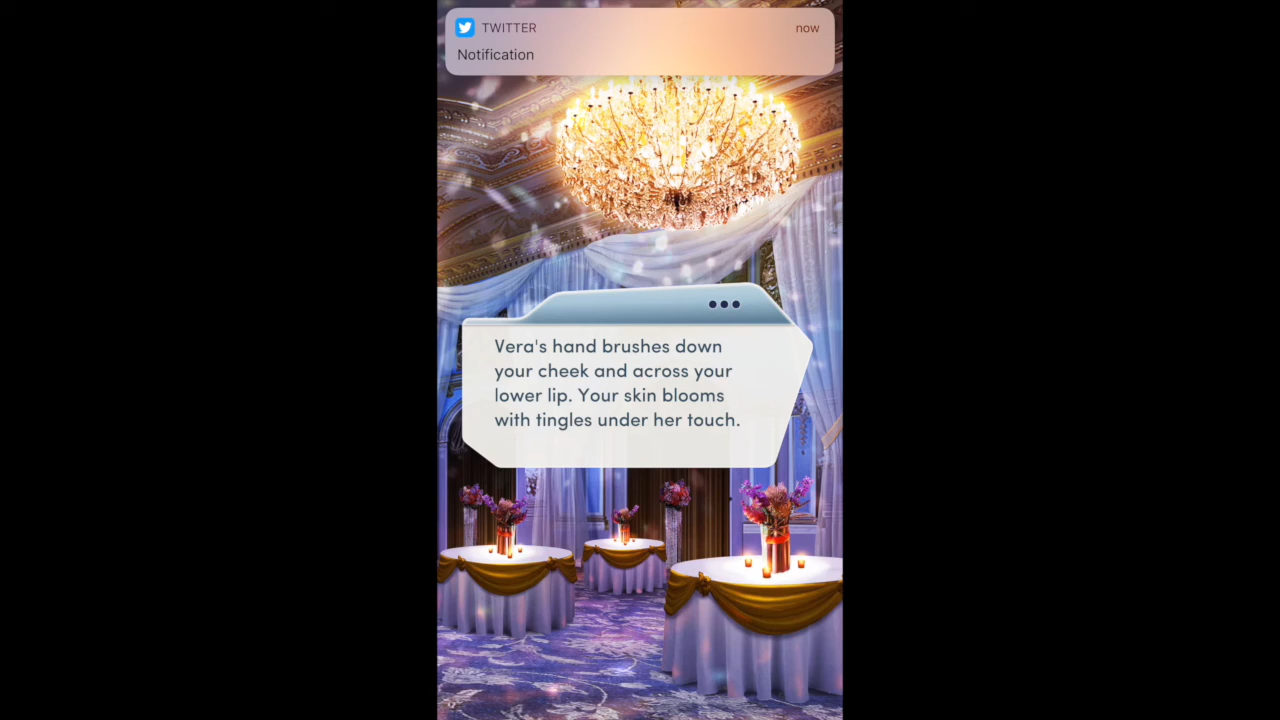 TWITTER
now
Notification
Vera's hand brushes down
your cheek and across your
lower lip. Your skin blooms
with tingles under her touch.